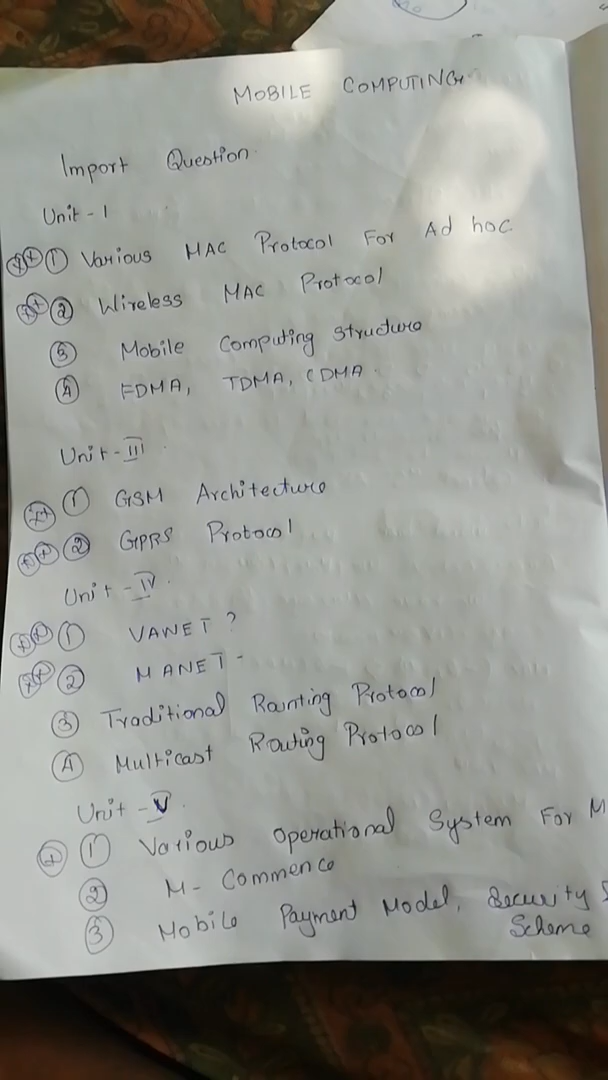 MOBILE COMPUTING
Import Question
Unit - I
** ① Various MAC Protocol For Ad hoc
** ② Wireless MAC Protocol
③ Mobile Computing Structure
④ FDMA, TDMA, CDMA
Unit - III
* ① GSM Architecture
** ② GPRS Protocol
Unit - IV
** ① VANET ?
** ② MANET -
③ Traditional Rounting Protocol
④ Multicast Routing Protocol
Unit - V
* ① Various Operational System For M
② M- Commence
③ Mobile Payment Model, Security S
Scheme